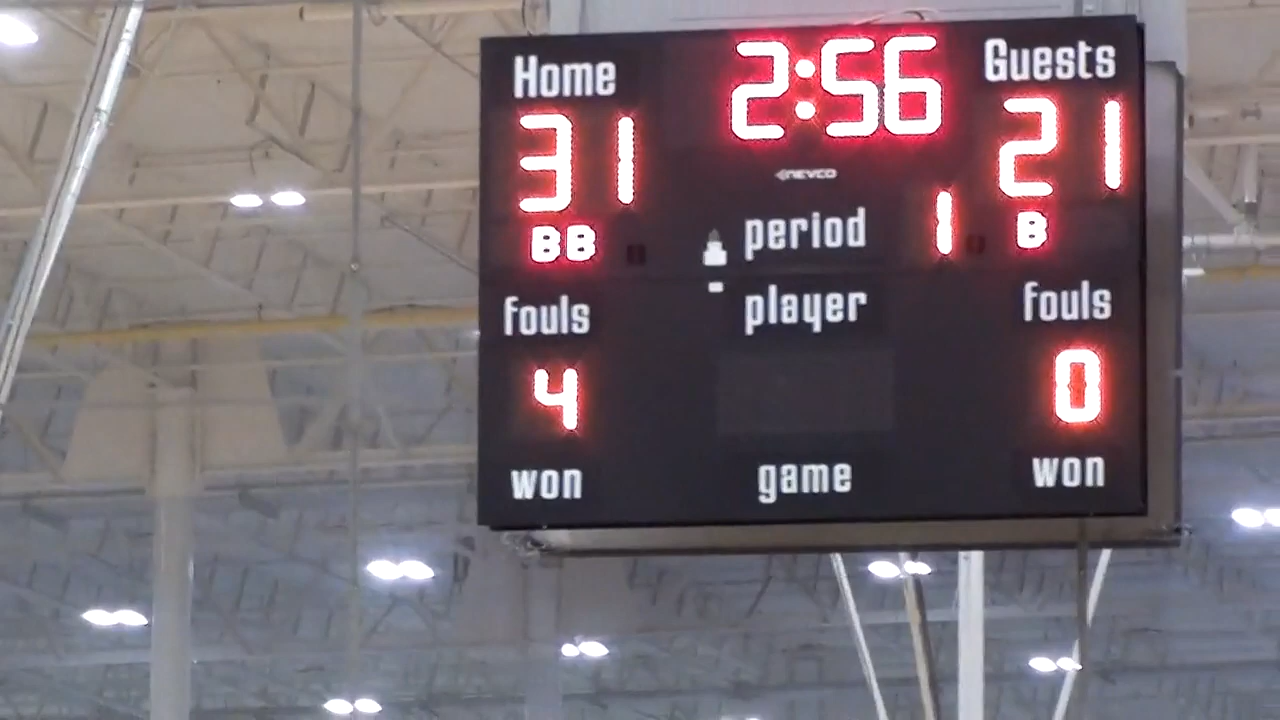 Home 2:56 Guests
31 21
NEVCO
BB period 1 B
fouls player fouls
4 0
won game won